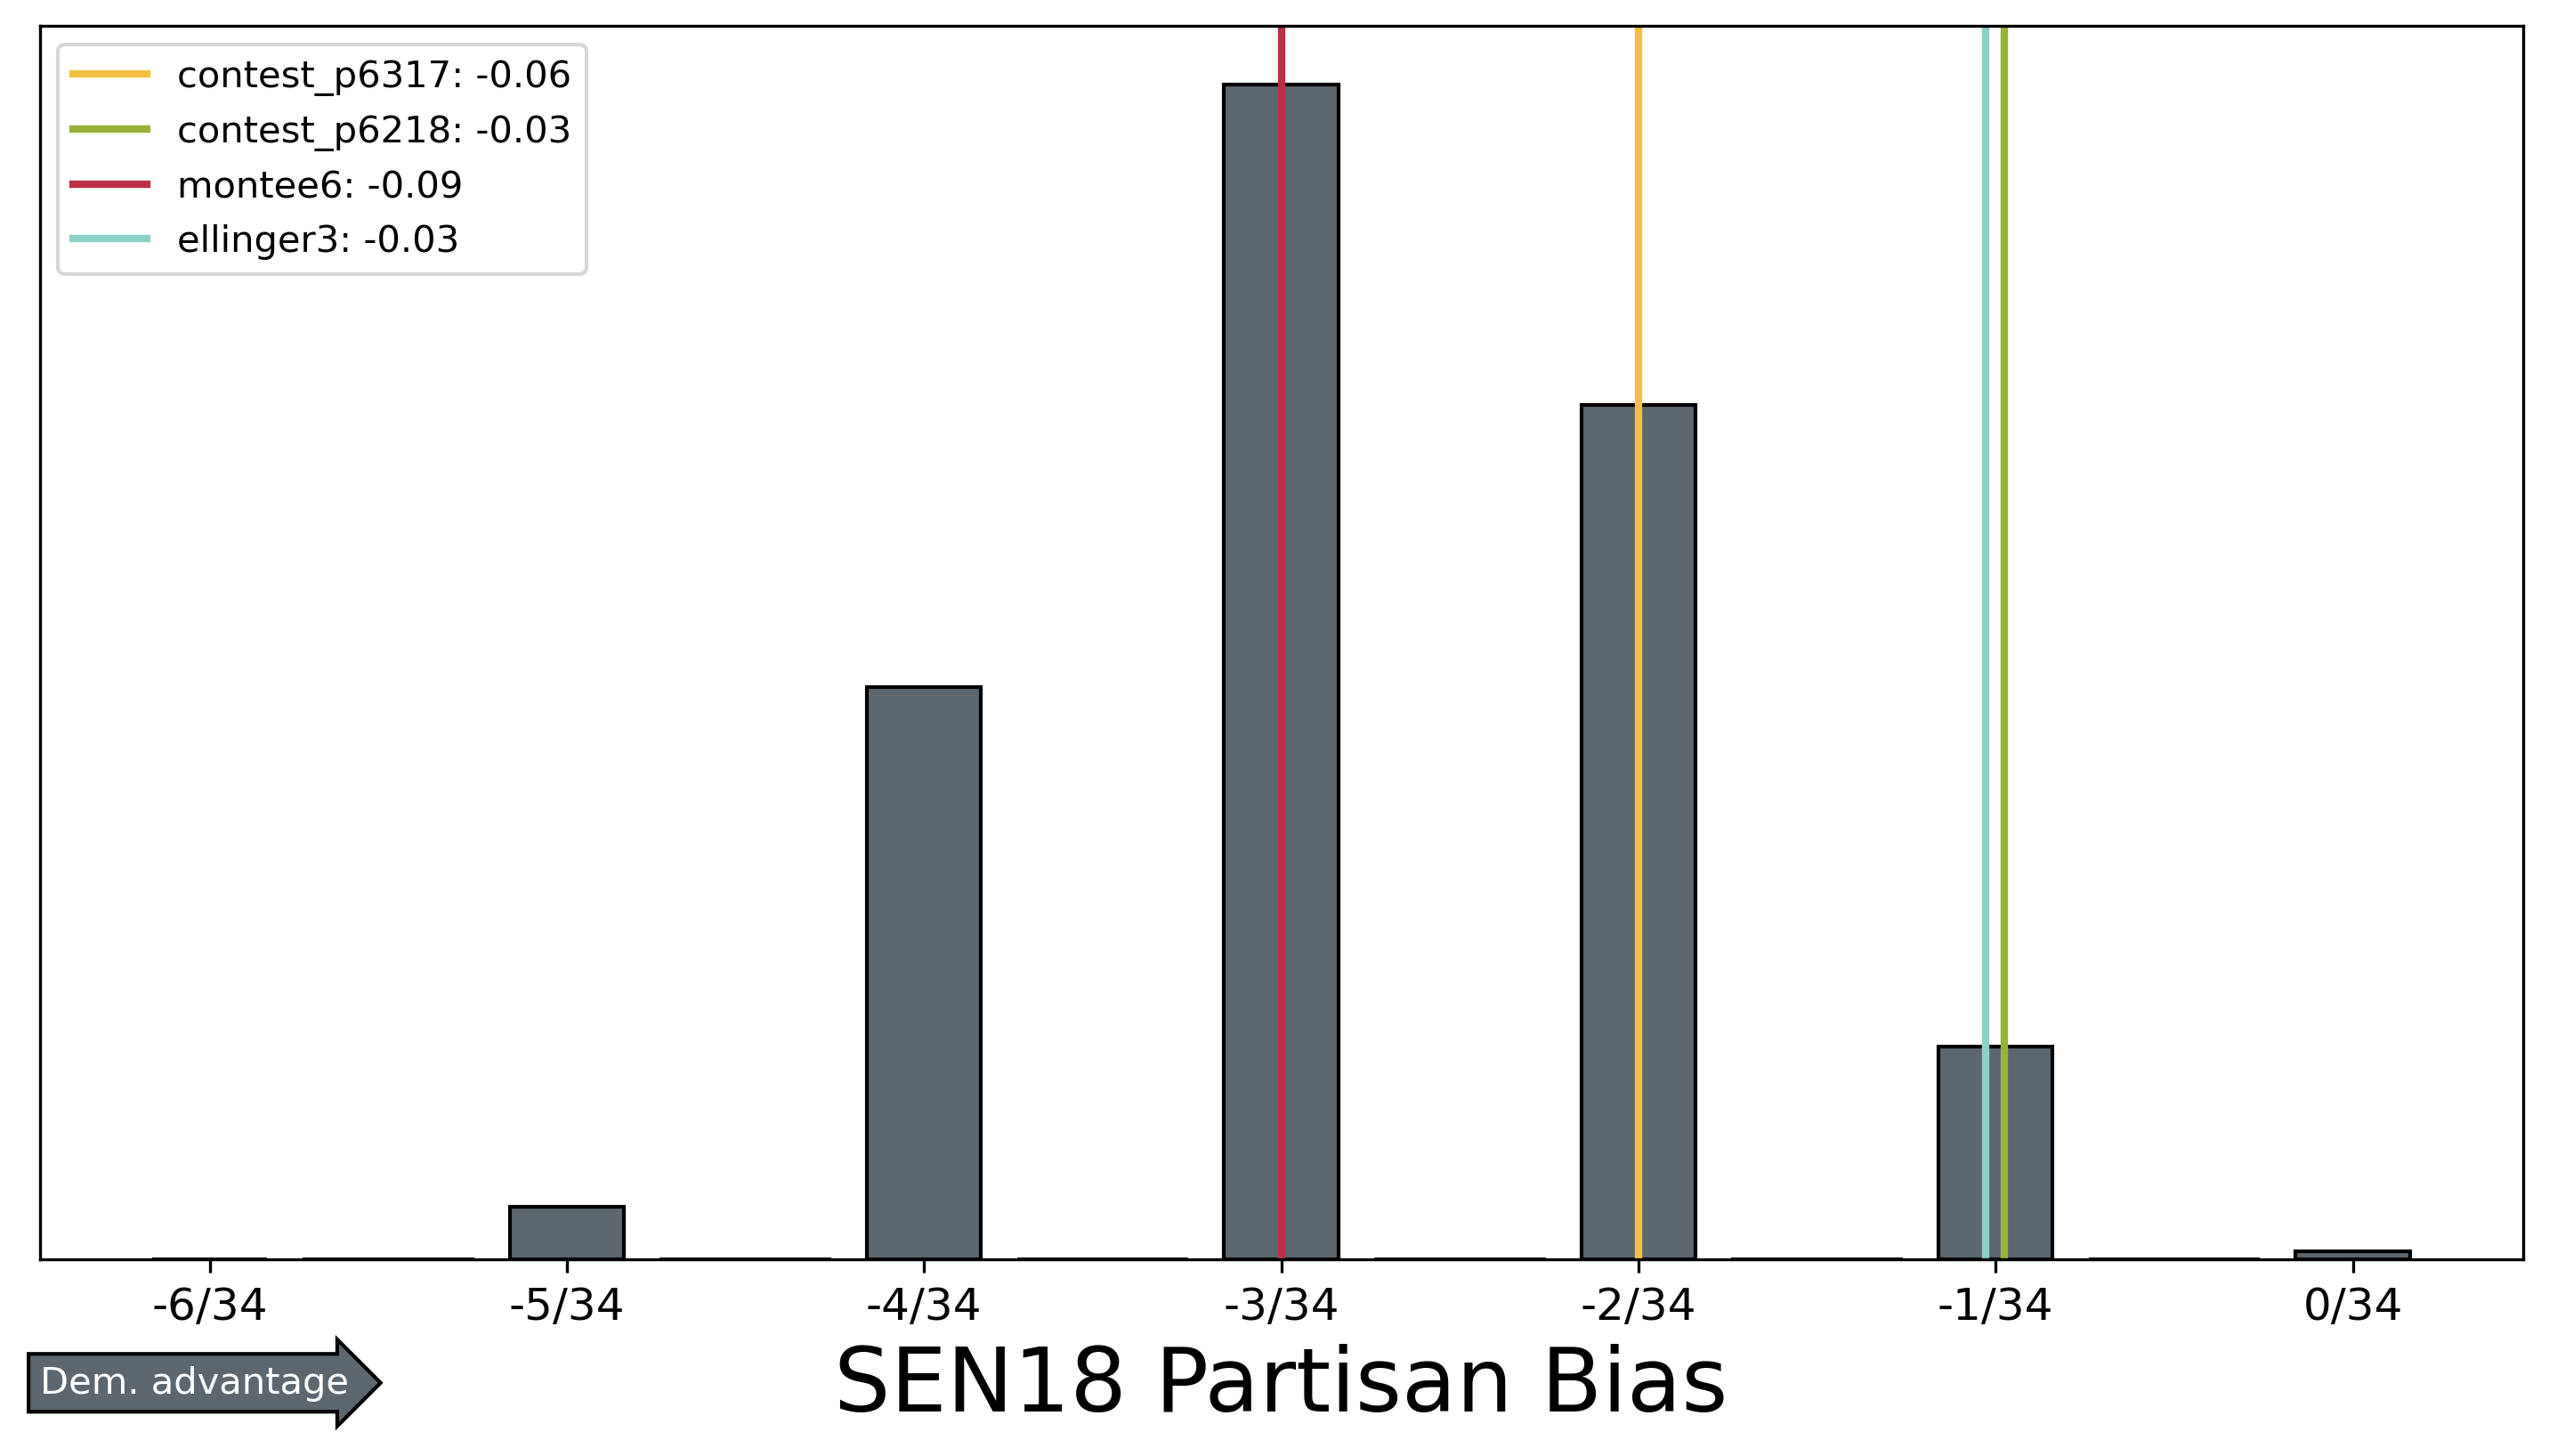 contest_p6317: -0.06
contest_p6218: -0.03
montee6: -0.09
ellinger3: -0.03
-6/34 -5/34 -4/34 -3/34 -2/34 -1/34 0/34
Dem. advantage
SEN18 Partisan Bias